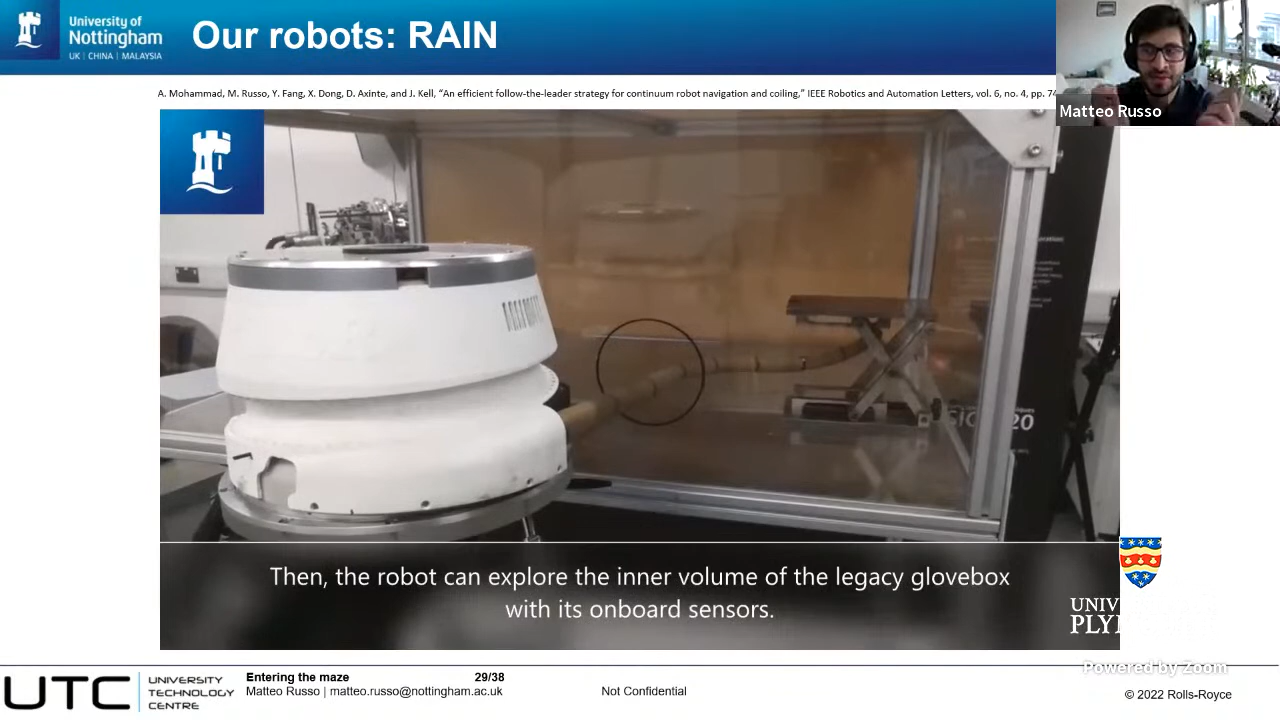 University of
Nottingham
UK | CHINA | MALAYSIA
Our robots: RAIN
A. Mohammad, M. Russo, Y. Fang, X. Dong, D. Axinte, and J. Kell, “An efficient follow-the-leader strategy for continuum robot navigation and coiling,” IEEE Robotics and Automation Letters, vol. 6, no. 4, pp. 74
Matteo Russo
20
Then, the robot can explore the inner volume of the legacy glovebox
with its onboard sensors.
UNIV
PLY
Powered by Zoom
UTC
UNIVERSITY
TECHNOLOGY
CENTRE
Entering the maze 29/38
Matteo Russo | matteo.russo@nottingham.ac.uk
Not Confidential
© 2022 Rolls-Royce